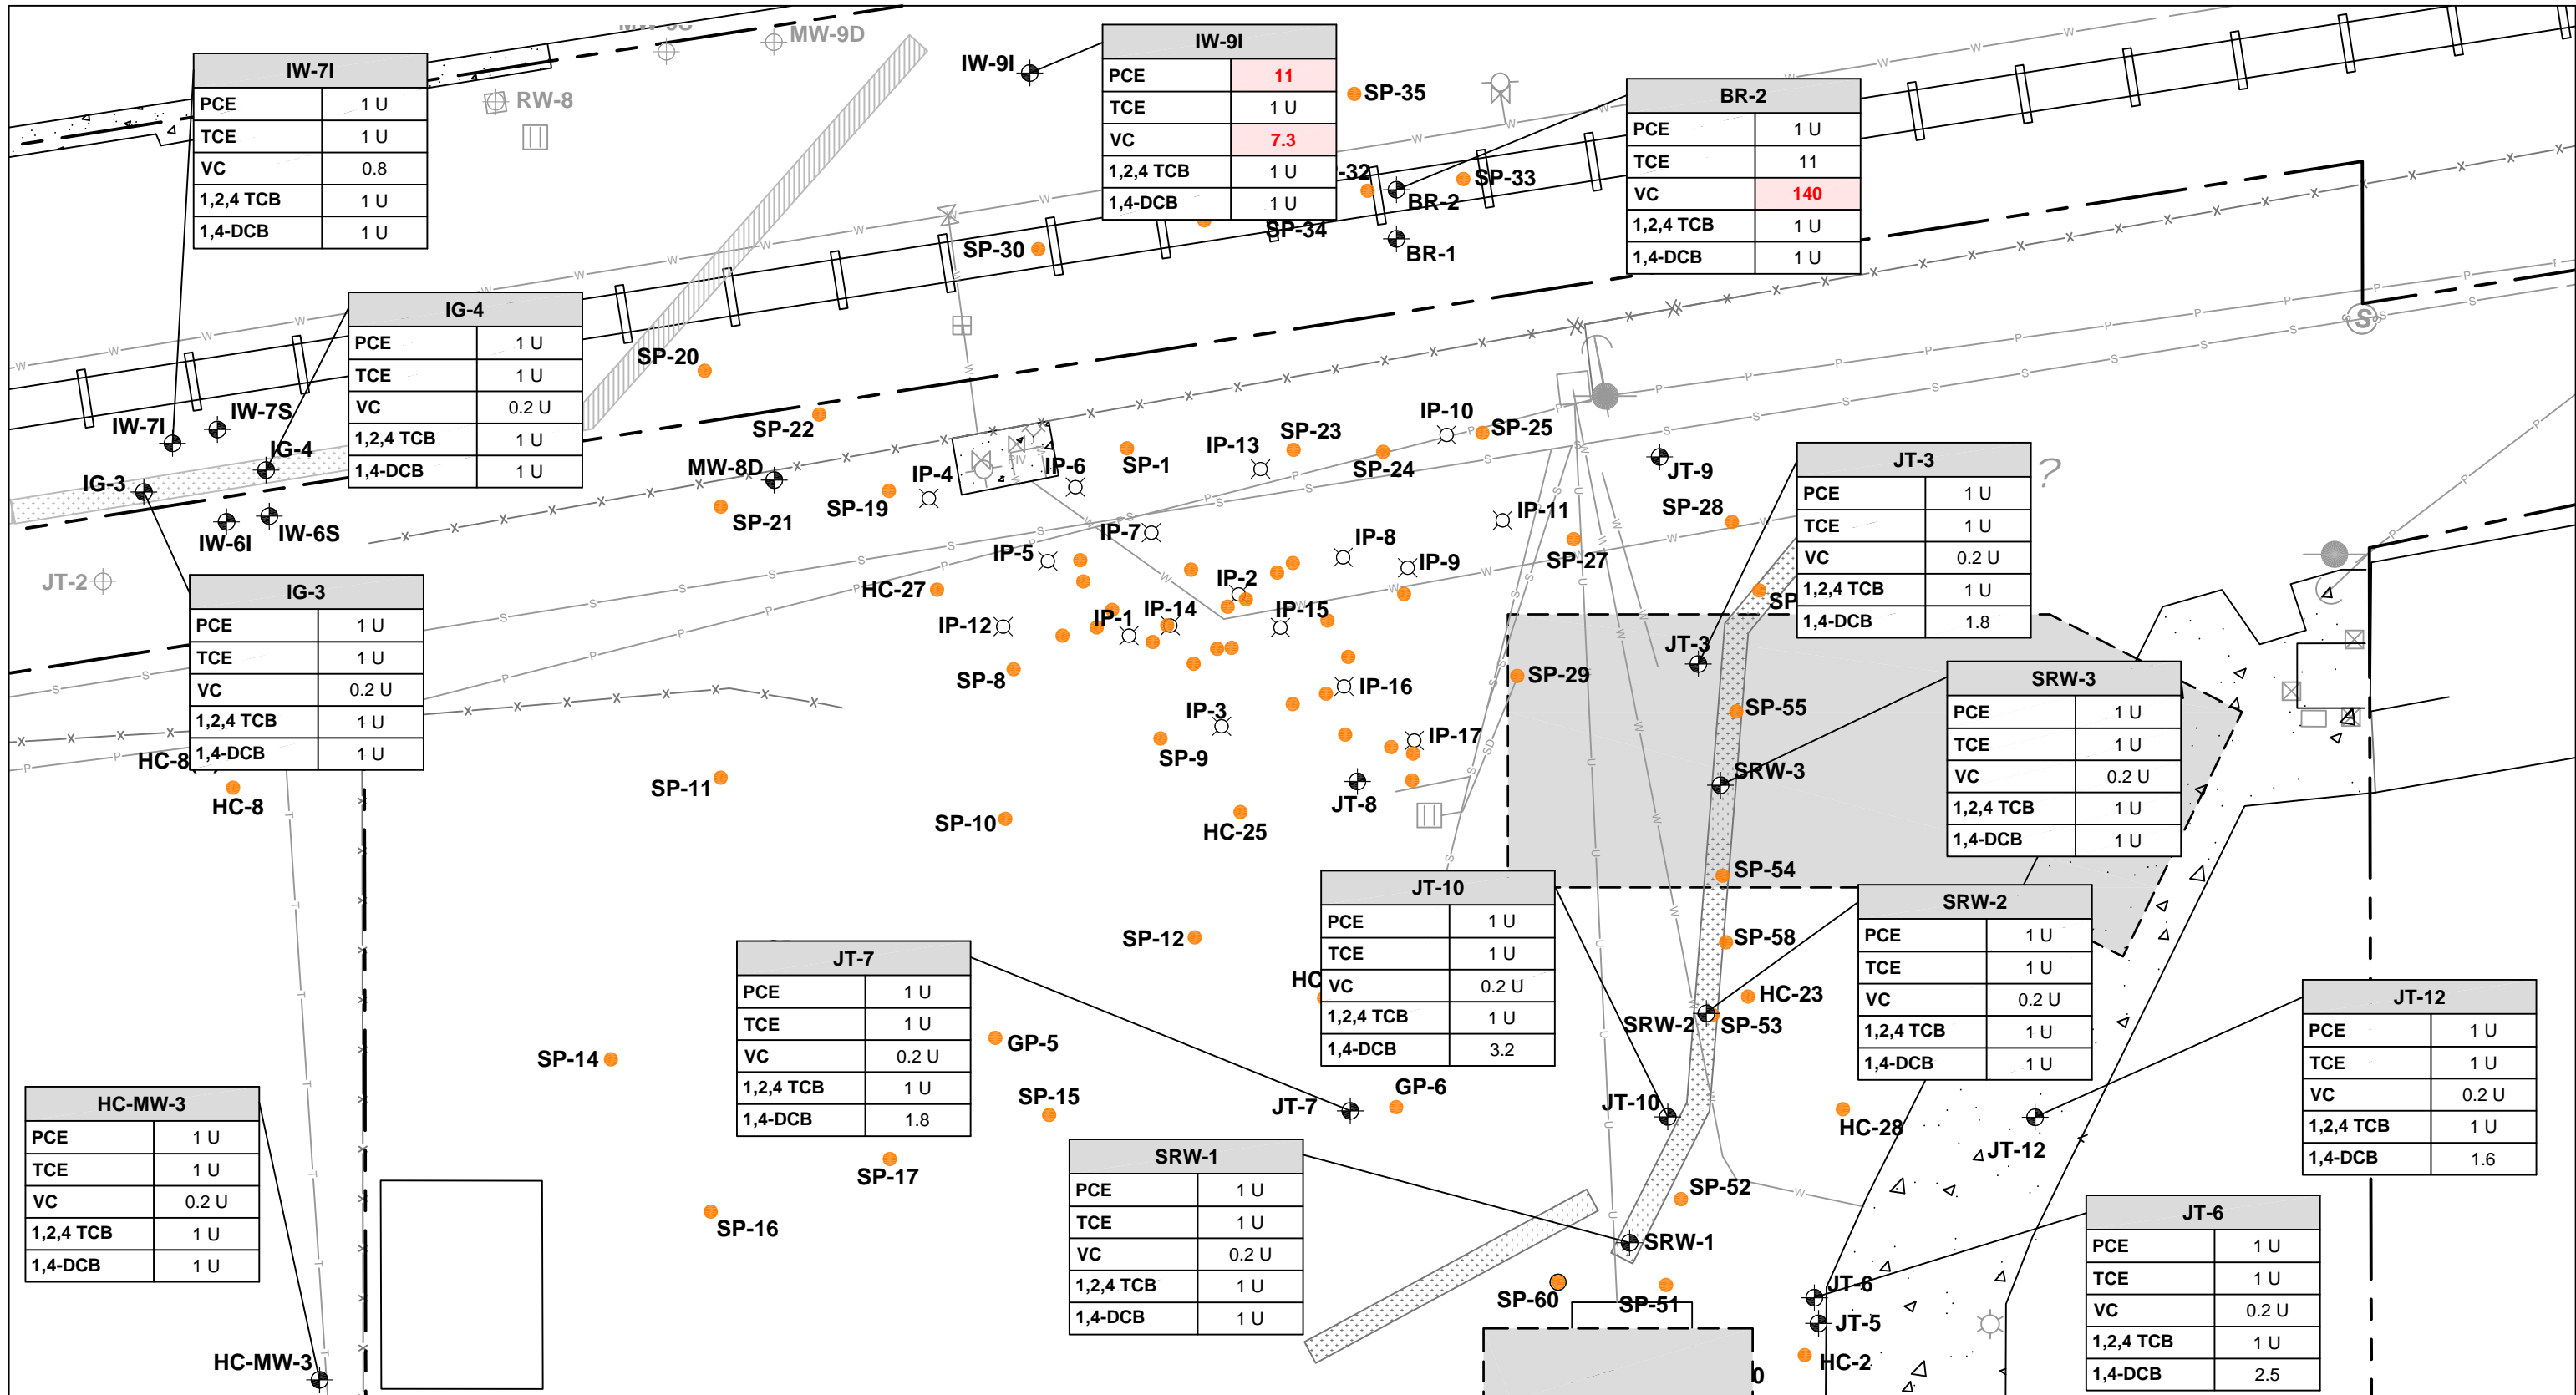 MW-9D
RW-8
IW-7I
PCE 1 U
TCE 1 U
VC 0.8
1,2,4 TCB 1 U
1,4-DCB 1 U
IW-9I
IW-9I
PCE 11
TCE 1 U
VC 7.3
1,2,4 TCB 1 U
1,4-DCB 1 U
SP-35
-32
SP-33
BR-2
SP-34
BR-1
SP-30
BR-2
PCE 1 U
TCE 11
VC 140
1,2,4 TCB 1 U
1,4-DCB 1 U
IG-4
PCE 1 U
TCE 1 U
VC 0.2 U
1,2,4 TCB 1 U
1,4-DCB 1 U
SP-20
SP-22
IW-7I
IW-7S
IG-4
IG-3
IW-6I
IW-6S
JT-2
MW-8D
SP-21
SP-19
IP-4
PIV
IP-6
SP-1
IP-13
SP-23
SP-24
IP-10
SP-25
JT-9
SP-28
IP-11
SP-27
IP-7
IP-5
IP-8
IP-9
IP-2
HC-27
IP-12
IP-1
IP-14
IP-15
SP-8
IP-16
IP-3
SP-9
IP-17
JT-8
SP-29
SP
JT-3
SP-55
SRW-3
SP-54
SD
?
S
JT-3
PCE 1 U
TCE 1 U
VC 0.2 U
1,2,4 TCB 1 U
1,4-DCB 1.8
IG-3
PCE 1 U
TCE 1 U
VC 0.2 U
1,2,4 TCB 1 U
1,4-DCB 1 U
HC-8
HC-8
SP-11
SP-10
HC-25
SRW-3
PCE 1 U
TCE 1 U
VC 0.2 U
1,2,4 TCB 1 U
1,4-DCB 1 U
JT-10
PCE 1 U
TCE 1 U
VC 0.2 U
1,2,4 TCB 1 U
1,4-DCB 3.2
SRW-2
PCE 1 U
TCE 1 U
VC 0.2 U
1,2,4 TCB 1 U
1,4-DCB 1 U
SP-12
HC
SP-58
HC-23
SRW-2
SP-53
JT-7
PCE 1 U
TCE 1 U
VC 0.2 U
1,2,4 TCB 1 U
1,4-DCB 1.8
JT-12
PCE 1 U
TCE 1 U
VC 0.2 U
1,2,4 TCB 1 U
1,4-DCB 1.6
SP-14
GP-5
SP-15
SP-17
SP-16
JT-7
GP-6
JT-10
HC-28
JT-12
SP-52
HC-MW-3
PCE 1 U
TCE 1 U
VC 0.2 U
1,2,4 TCB 1 U
1,4-DCB 1 U
SRW-1
PCE 1 U
TCE 1 U
VC 0.2 U
1,2,4 TCB 1 U
1,4-DCB 1 U
SRW-1
SP-60
SP-51
JT-6
JT-5
HC-2
HC-MW-3
JT-6
PCE 1 U
TCE 1 U
VC 0.2 U
1,2,4 TCB 1 U
1,4-DCB 2.5